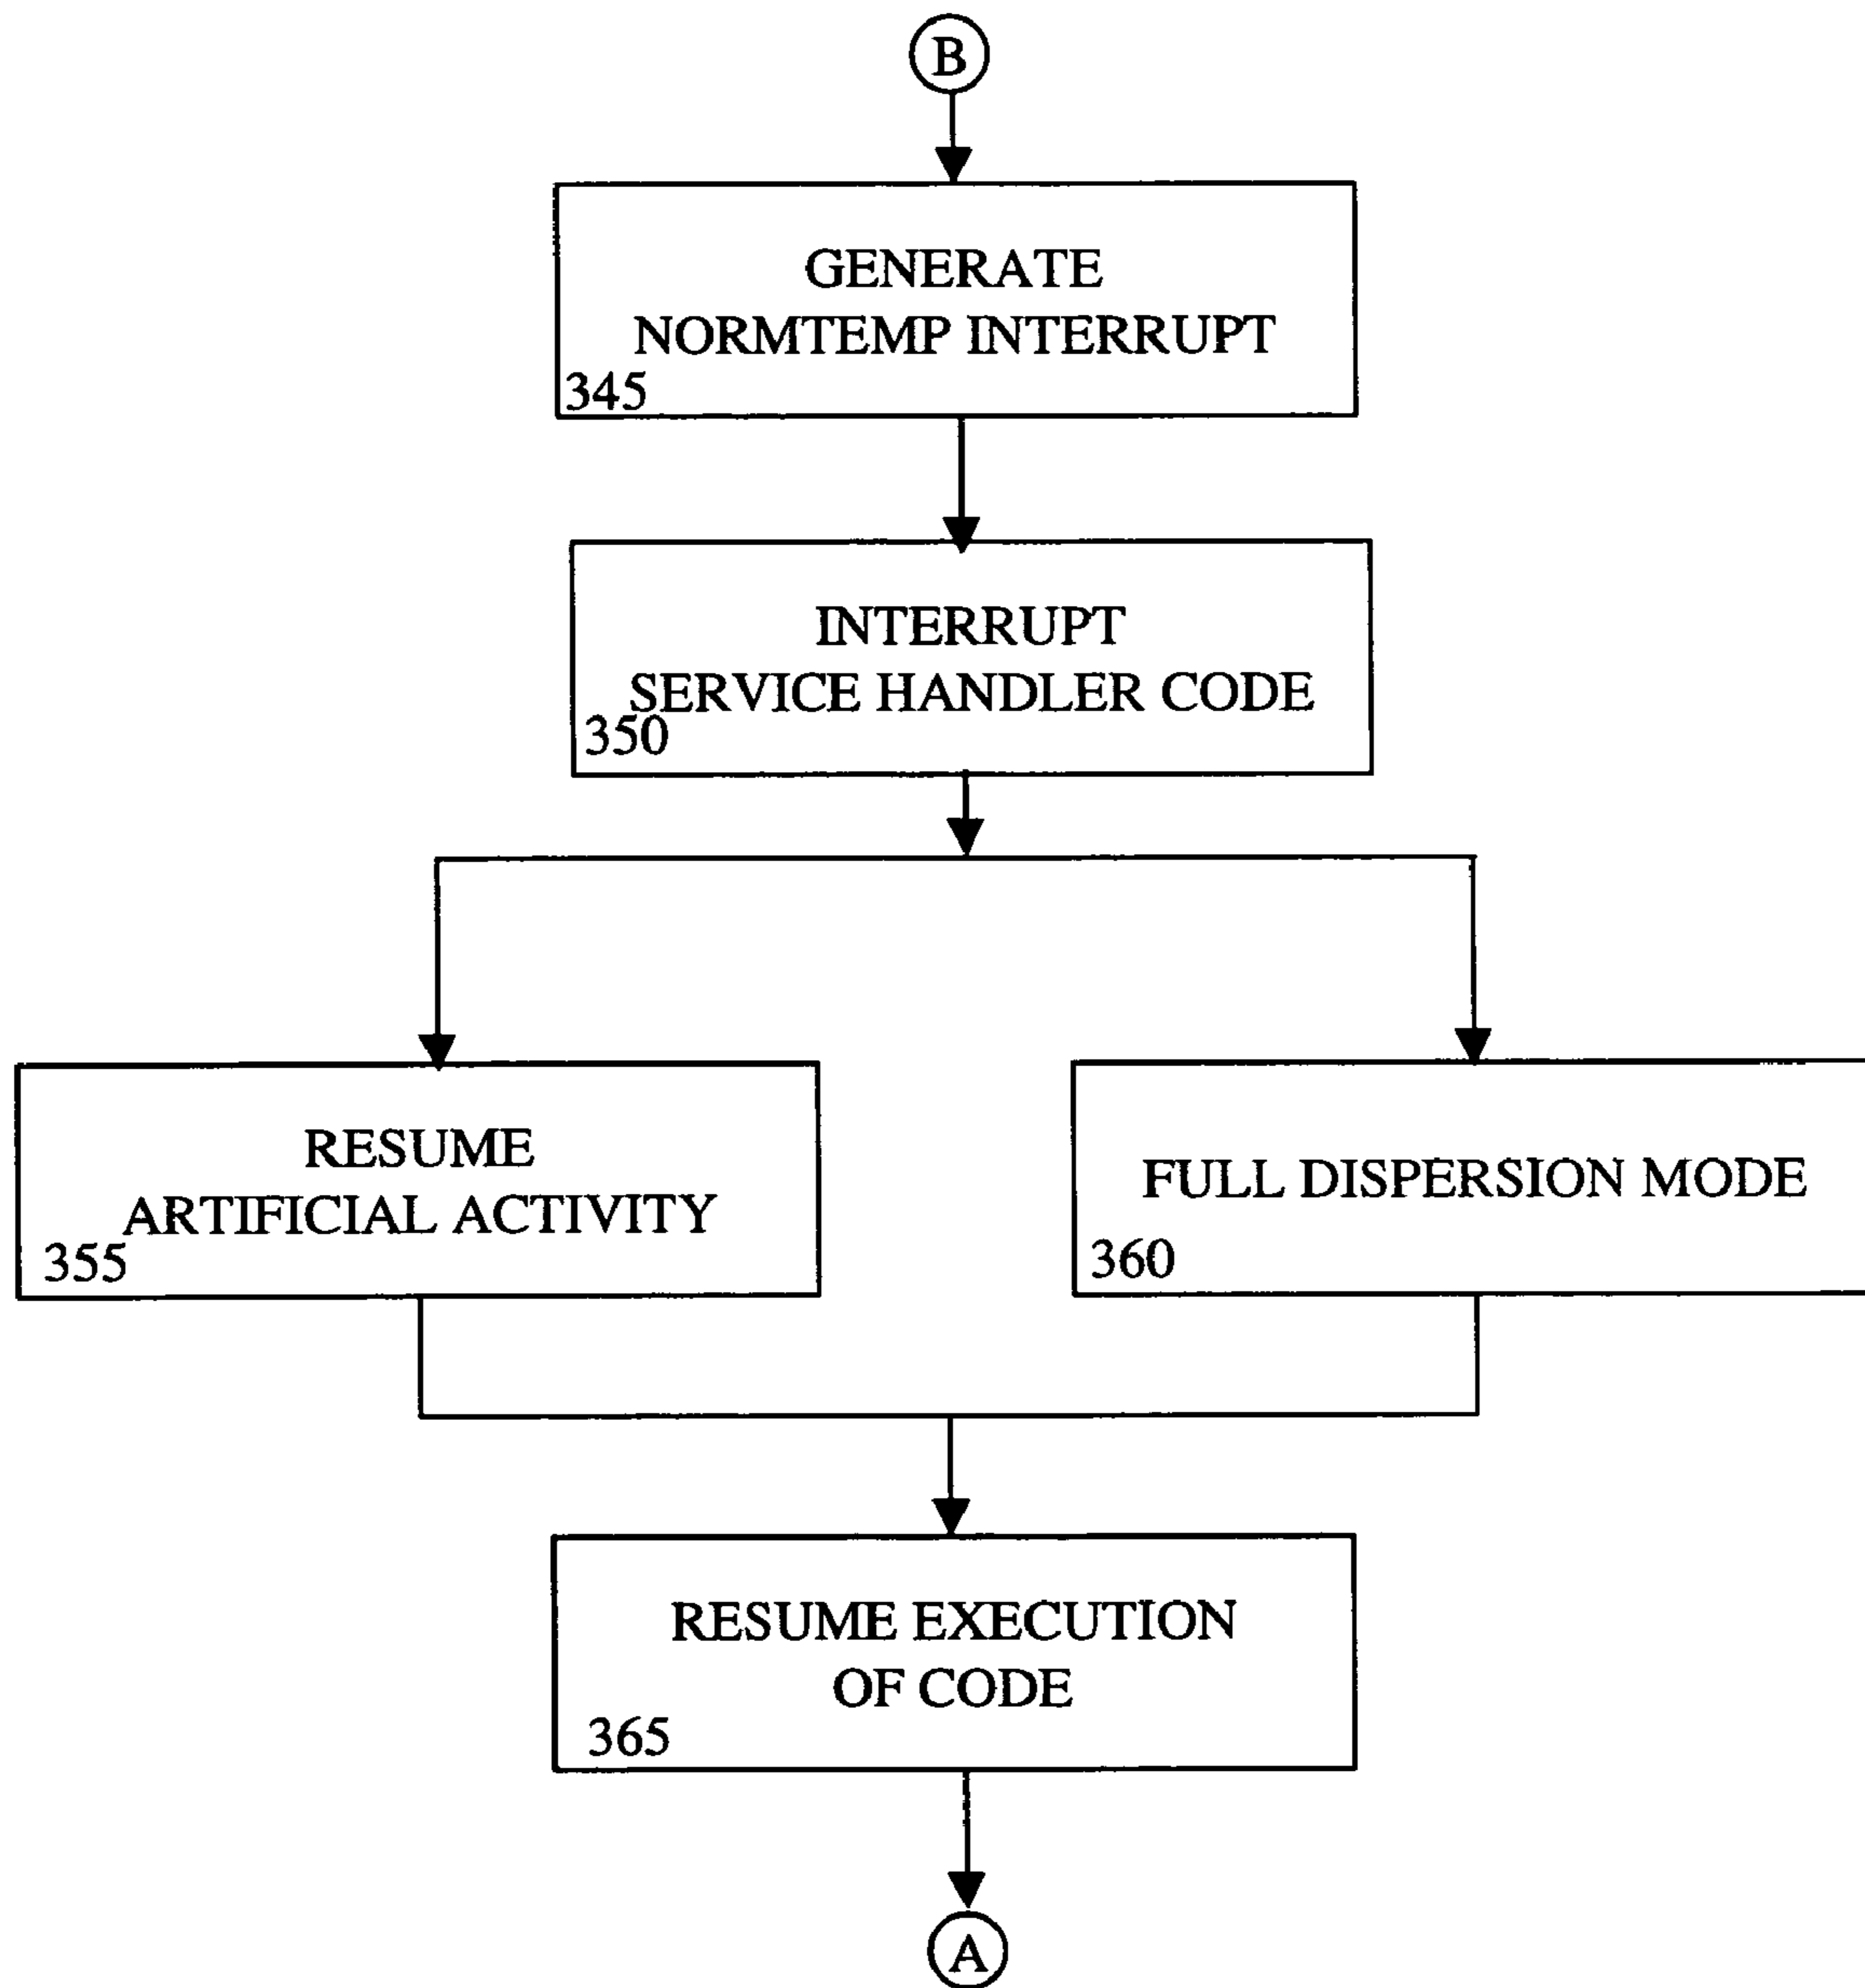 B
GENERATE
NORMTEMP INTERRUPT
345
INTERRUPT
SERVICE HANDLER CODE
350
RESUME
ARTIFICIAL ACTIVITY
355
FULL DISPERSION MODE
360
RESUME EXECUTION
OF CODE
365
A